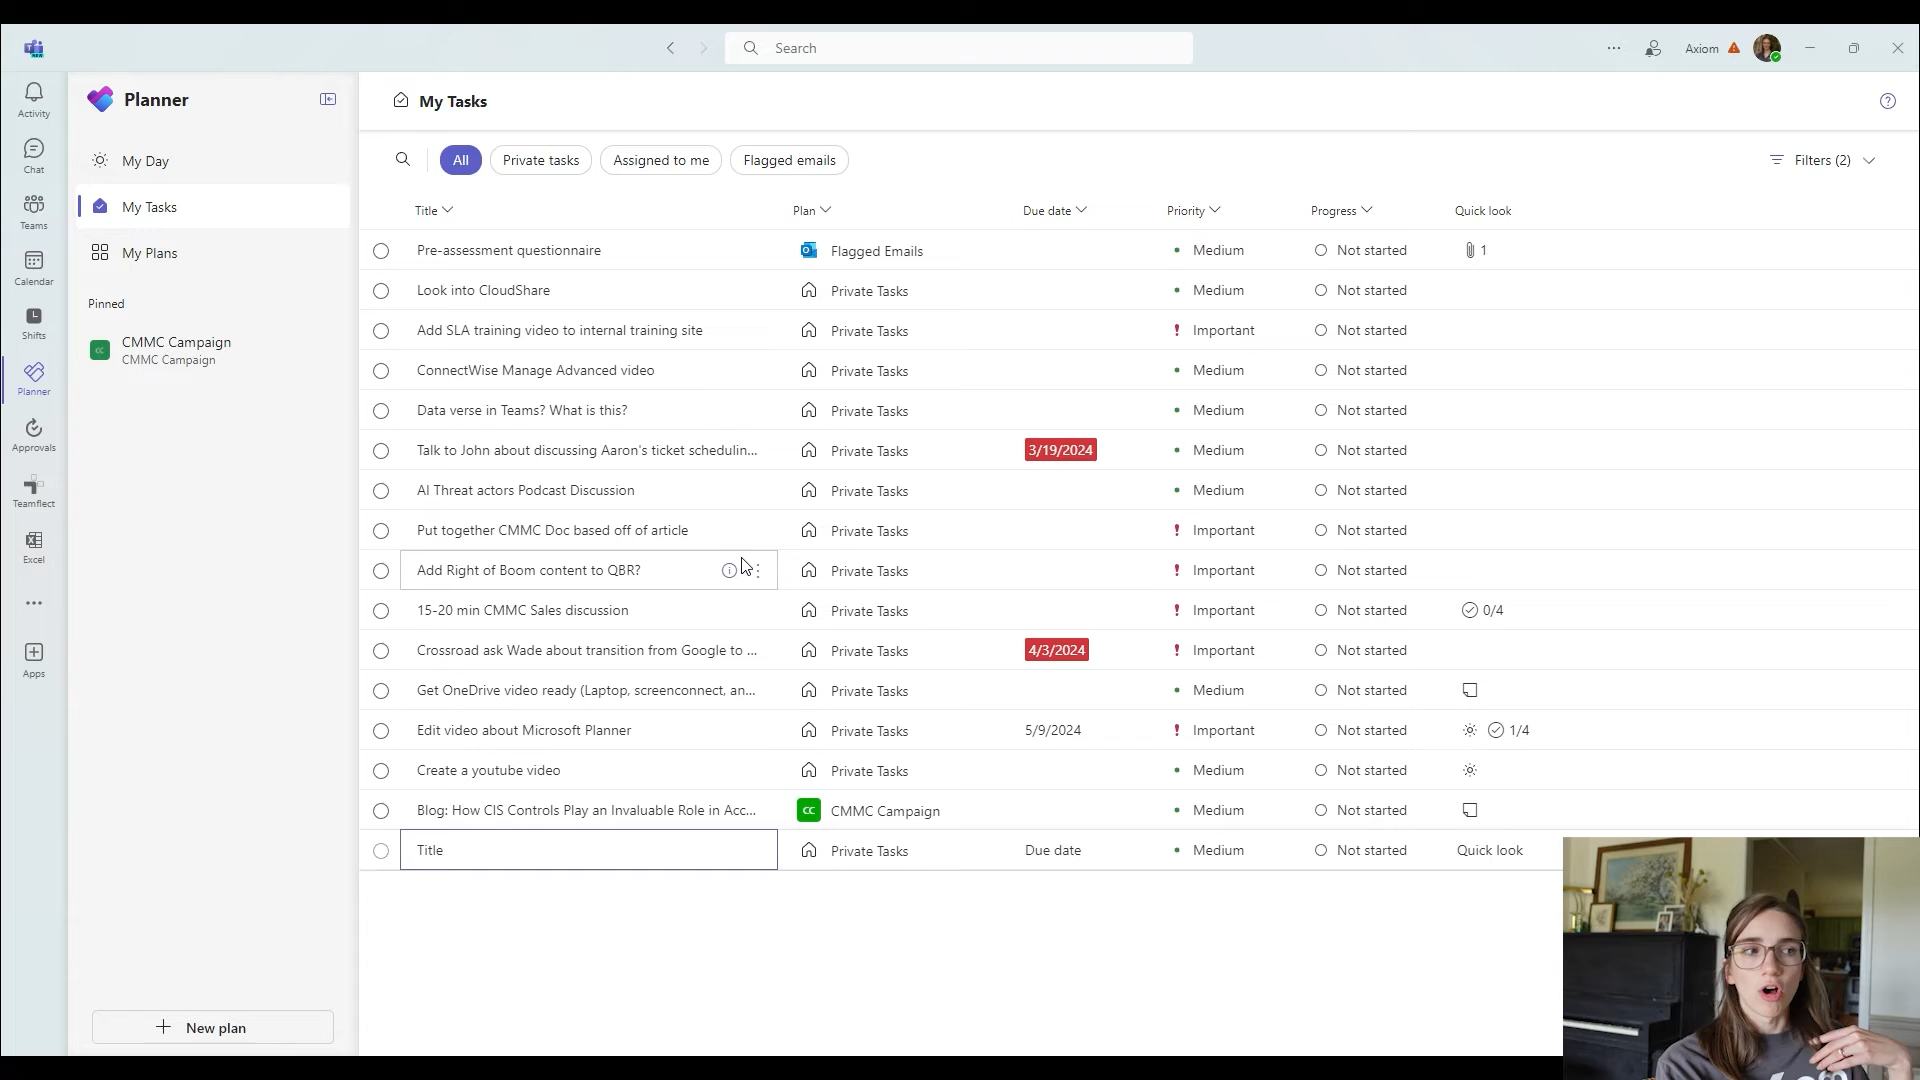 Search
Axiom
Activity
Chat
Teams
Calendar
Shifts
Planner
Approvals
Teamflect
Excel
Apps
Planner
My Day
My Tasks
My Plans
Pinned
CMMC Campaign
CMMC Campaign
New plan
My Tasks
All Private tasks Assigned to me Flagged emails Filters (2)
Title Plan Due date Priority Progress Quick look
Pre-assessment questionnaire Flagged Emails Medium Not started 1
Look into CloudShare Private Tasks Medium Not started
Add SLA training video to internal training site Private Tasks Important Not started
ConnectWise Manage Advanced video Private Tasks Medium Not started
Data verse in Teams? What is this? Private Tasks Medium Not started
Talk to John about discussing Aaron's ticket schedulin... Private Tasks 3/19/2024 Medium Not started
AI Threat actors Podcast Discussion Private Tasks Medium Not started
Put together CMMC Doc based off of article Private Tasks Important Not started
Add Right of Boom content to QBR? Private Tasks Important Not started
15-20 min CMMC Sales discussion Private Tasks Important Not started 0/4
Crossroad ask Wade about transition from Google to ... Private Tasks 4/3/2024 Important Not started
Get OneDrive video ready (Laptop, screenconnect, an... Private Tasks Medium Not started
Edit video about Microsoft Planner Private Tasks 5/9/2024 Important Not started 1/4
Create a youtube video Private Tasks Medium Not started
Blog: How CIS Controls Play an Invaluable Role in Acc... CC CMMC Campaign Medium Not started
Title Private Tasks Due date Medium Not started Quick look